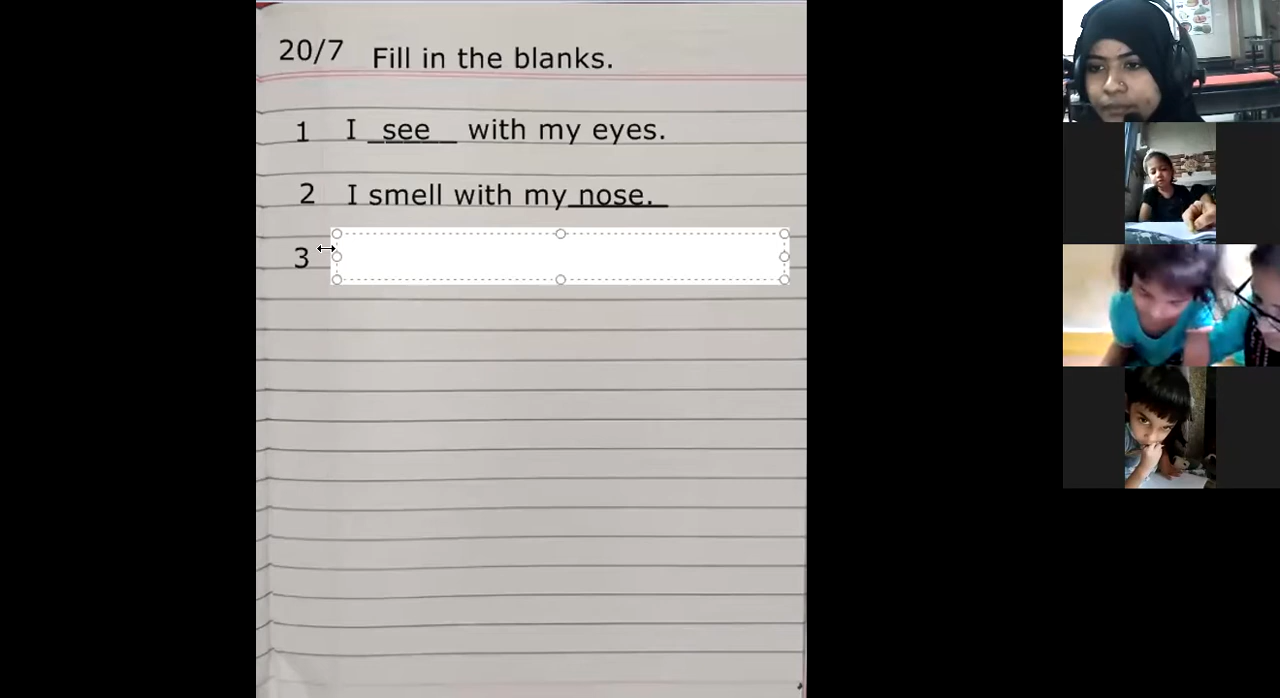 20/7 Fill in the blanks.
1 I see with my eyes.
2 I smell with my nose.
3